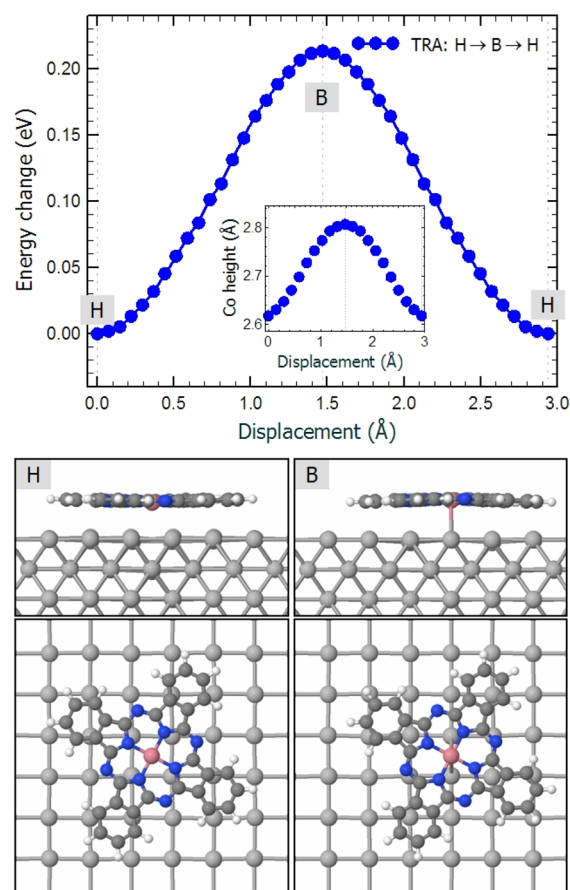 TRA: H → B → H
0.20
0.15
0.10
0.05
0.00
Energy change (eV)
B
H
H
2.8
2.7
2.6
Co height (Å)
0
1
2
3
Displacement (Å)
0.0
0.5
1.0
1.5
2.0
2.5
3.0
Displacement (Å)
H
B